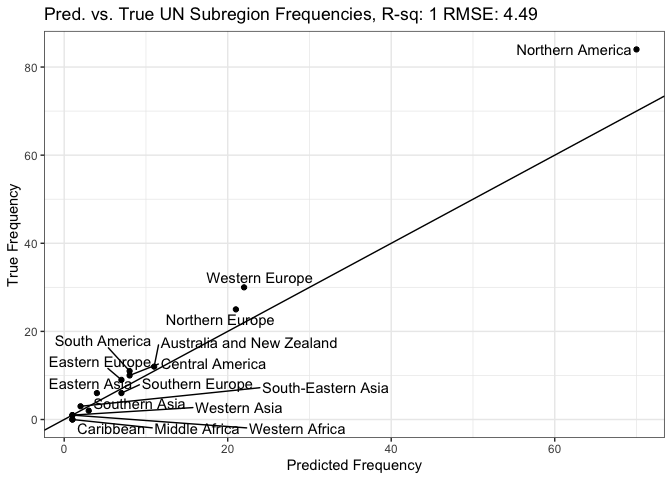 Pred. vs. True UN Subregion Frequencies, R-sq: 1 RMSE: 4.49
Northern America
80
60
True Frequency
40
Western Europe
Northern Europe
20
South America
Australia and New Zealand
Eastern Europe
Central America
Eastern Asia
Southern Europe
South-Eastern Asia
Southern Asia
Western Asia
0
Caribbean
Middle Africa
Western Africa
0
20
40
60
Predicted Frequency